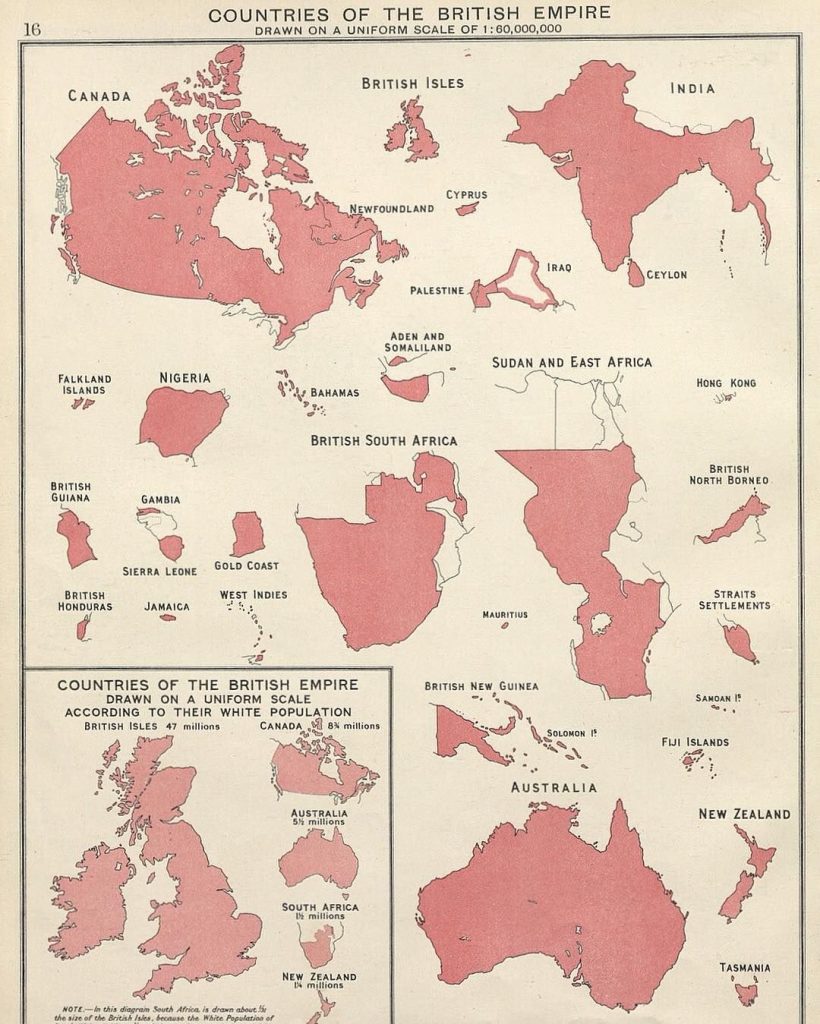 16
COUNTRIES OF THE BRITISH EMPIRE
DRAWN ON A UNIFORM SCALE OF 1:60,000,000
CANADA
BRITISH ISLES
INDIA
NEWFOUNDLAND
CYPRUS
IRAQ
CEYLON
PALESTINE
ADEN AND
SOMALILAND
SUDAN AND EAST AFRICA
FALKLAND
ISLANDS
NIGERIA
BAHAMAS
HONG KONG
BRITISH SOUTH AFRICA
BRITISH
NORTH BORNEO
BRITISH
GUIANA
GAMBIA
SIERRA LEONE
GOLD COAST
BRITISH
HONDURAS
JAMAICA
WEST INDIES
MAURITIUS
STRAITS
SETTLEMENTS
BRITISH NEW GUINEA
SOLOMON Iˢ
SAMOAN Iˢ
FIJI ISLANDS
AUSTRALIA
NEW ZEALAND
TASMANIA
COUNTRIES OF THE BRITISH EMPIRE
DRAWN ON A UNIFORM SCALE
ACCORDING TO THEIR WHITE POPULATION
BRITISH ISLES 47 millions
CANADA 8¾ millions
AUSTRALIA
5½ millions
SOUTH AFRICA
1½ millions
NEW ZEALAND
1¼ millions
NOTE.—In this diagram South Africa, is drawn about
the size of the British Isles, because the White Population of